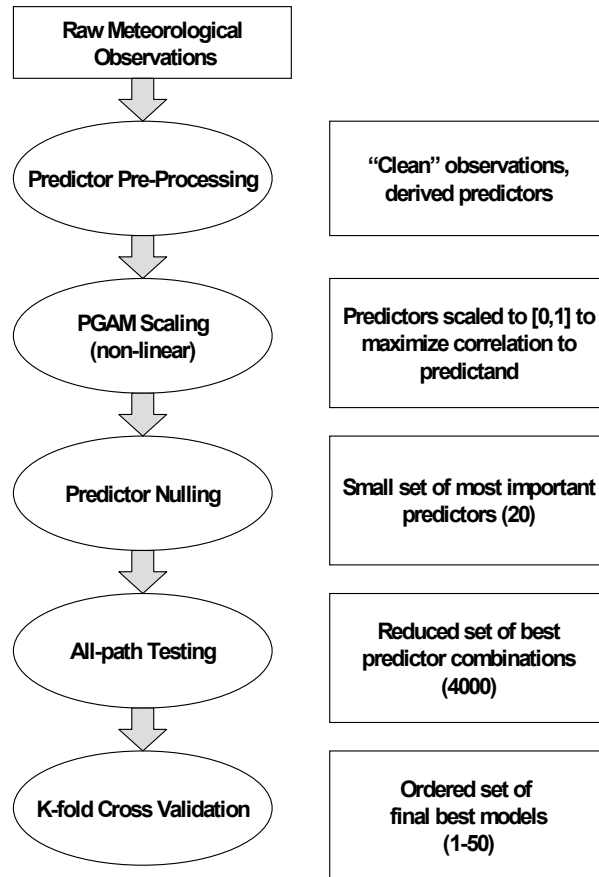 Raw Meteorological
Observations
Predictor Pre-Processing
“Clean” observations,
derived predictors
PGAM Scaling
(non-linear)
Predictors scaled to [0,1] to
maximize correlation to
predictand
Predictor Nulling
Small set of most important
predictors (20)
All-path Testing
Reduced set of best
predictor combinations
(4000)
K-fold Cross Validation
Ordered set of
final best models
(1-50)